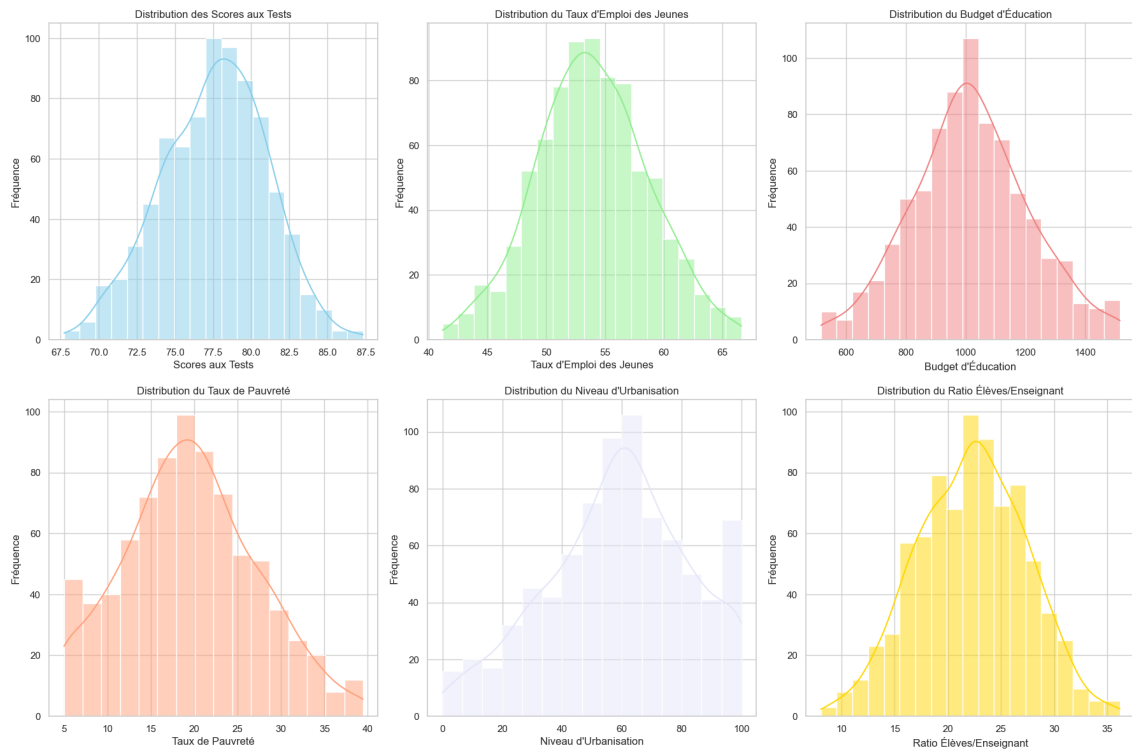 Distribution des Scores aux Tests
Fréquence
100
80
60
40
20
0
67.5 70.0 72.5 75.0 77.5 80.0 82.5 85.0 87.5
Scores aux Tests
Distribution du Taux d'Emploi des Jeunes
Fréquence
80
60
40
20
0
40 45 50 55 60 65
Taux d'Emploi des Jeunes
Distribution du Budget d'Éducation
Fréquence
100
80
60
40
20
0
600 800 1000 1200 1400
Budget d'Éducation
Distribution du Taux de Pauvreté
Fréquence
100
80
60
40
20
0
5 10 15 20 25 30 35 40
Taux de Pauvreté
Distribution du Niveau d'Urbanisation
Fréquence
100
80
60
40
20
0
0 20 40 60 80 100
Niveau d'Urbanisation
Distribution du Ratio Élèves/Enseignant
Fréquence
100
80
60
40
20
0
10 15 20 25 30 35
Ratio Élèves/Enseignant